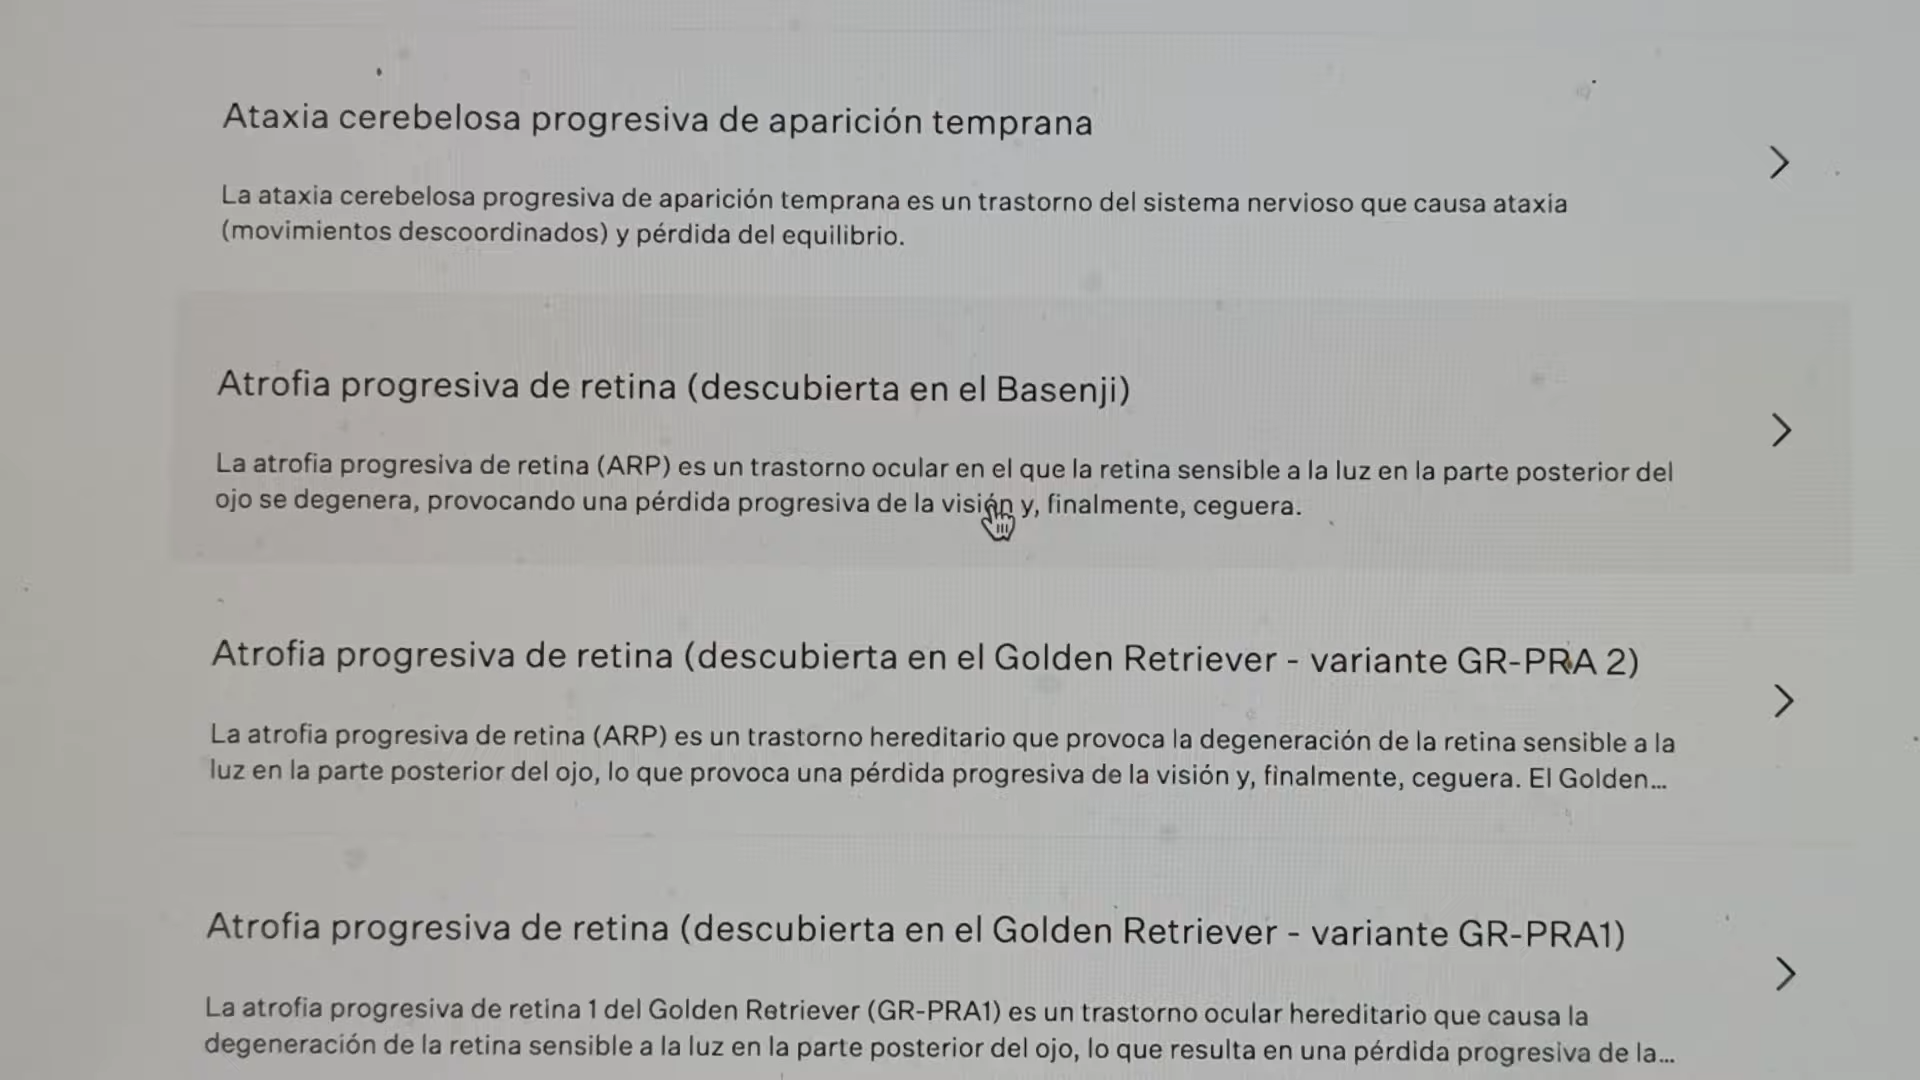 Ataxia cerebelosa progresiva de aparición temprana
La ataxia cerebelosa progresiva de aparición temprana es un trastorno del sistema nervioso que causa ataxia
(movimientos descoordinados) y pérdida del equilibrio.
Atrofia progresiva de retina (descubierta en el Basenji)
La atrofia progresiva de retina (ARP) es un trastorno ocular en el que la retina sensible a la luz en la parte posterior del
ojo se degenera, provocando una pérdida progresiva de la visión y, finalmente, ceguera.
Atrofia progresiva de retina (descubierta en el Golden Retriever - variante GR-PRA 2)
La atrofia progresiva de retina (ARP) es un trastorno hereditario que provoca la degeneración de la retina sensible a la
luz en la parte posterior del ojo, lo que provoca una pérdida progresiva de la visión y, finalmente, ceguera. El Golden...
Atrofia progresiva de retina (descubierta en el Golden Retriever - variante GR-PRA1)
La atrofia progresiva de retina 1 del Golden Retriever (GR-PRA1) es un trastorno ocular hereditario que causa la
degeneración de la retina sensible a la luz en la parte posterior del ojo, lo que resulta en una pérdida progresiva de la...